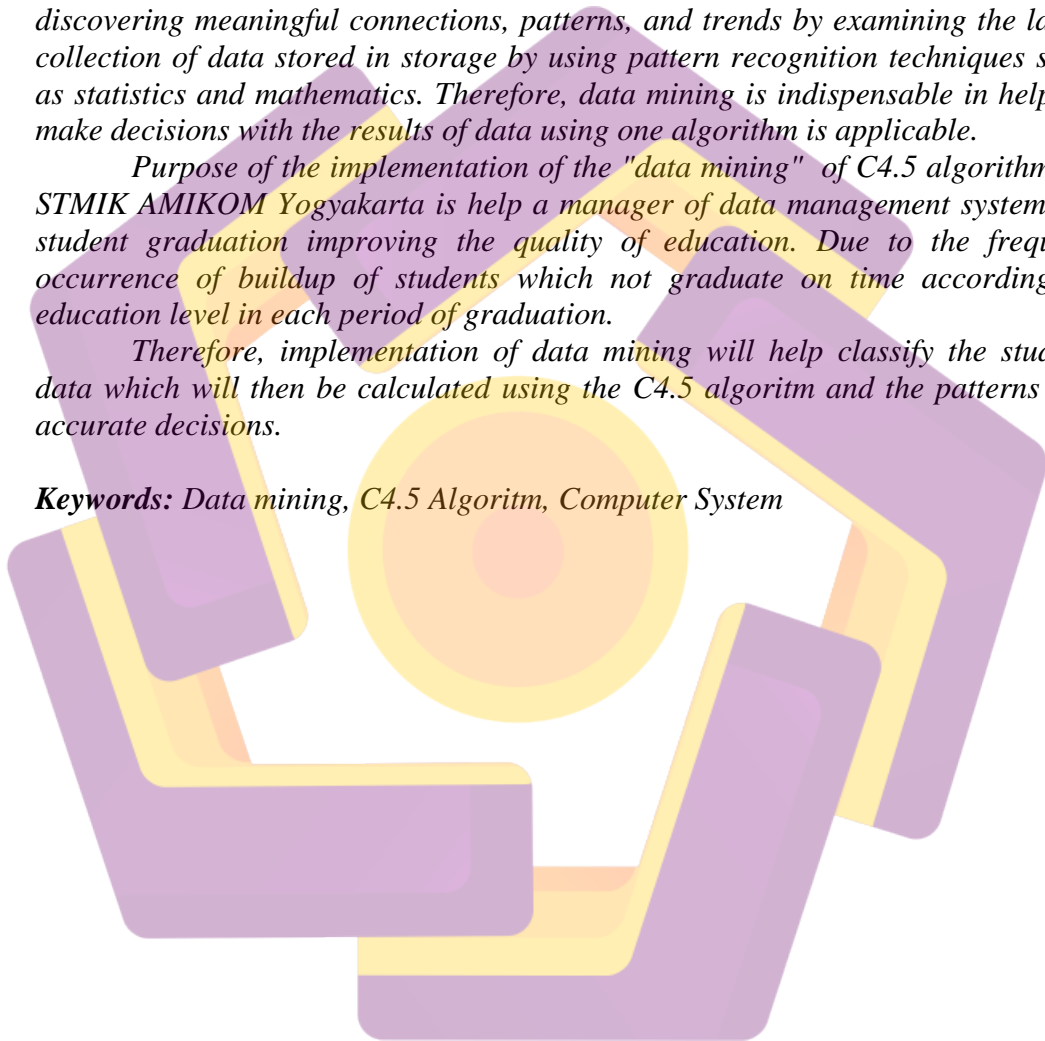 discovering meaningful connections, patterns, and trends by examining the la
collection of data stored in storage by using pattern recognition techniques s
as statistics and mathematics. Therefore, data mining is indispensable in help
make decisions with the results of data using one algorithm is applicable.
Purpose of the implementation of the "data mining" of C4.5 algorithm
STMIK AMIKOM Yogyakarta is help a manager of data management system
student graduation improving the quality of education. Due to the frequ
occurrence of buildup of students which not graduate on time according
education level in each period of graduation.
Therefore, implementation of data mining will help classify the stud
data which will then be calculated using the C4.5 algoritm and the patterns
accurate decisions.
Keywords: Data mining, C4.5 Algoritm, Computer System